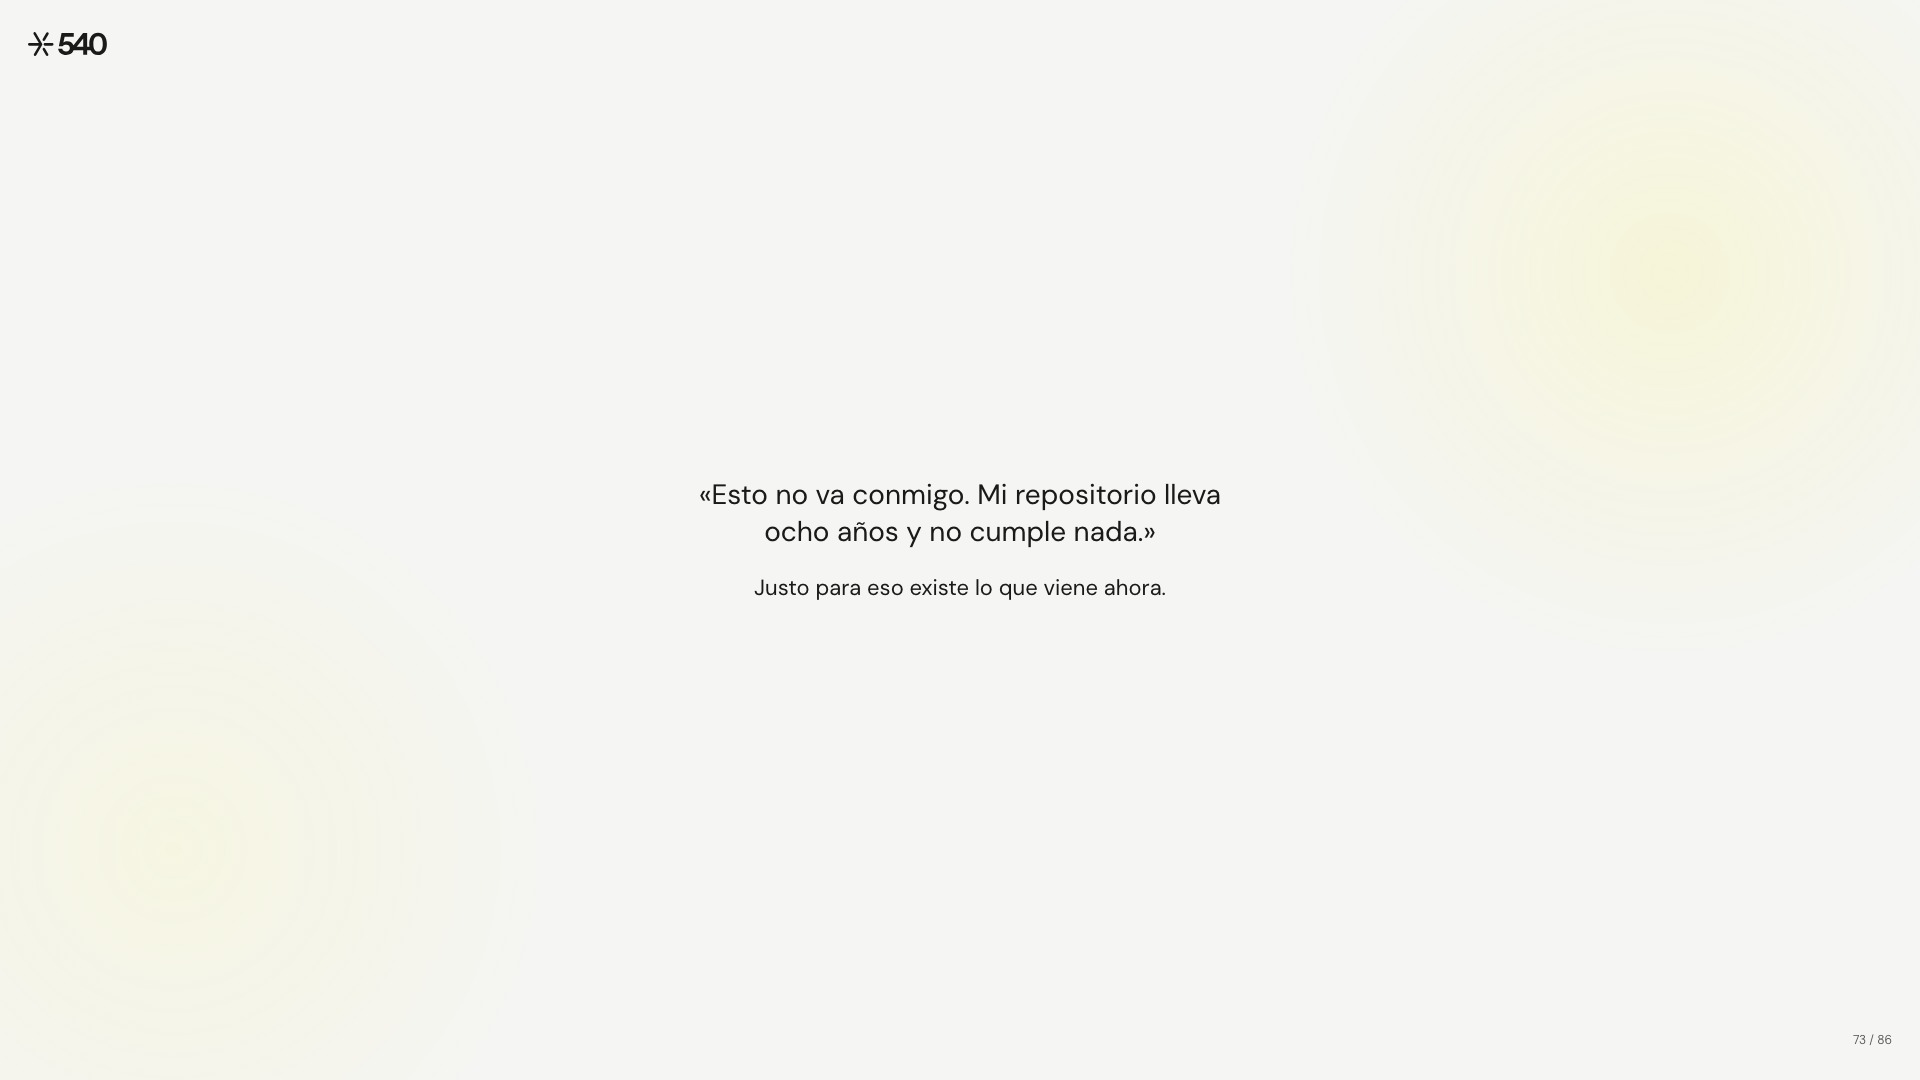 540
«Esto no va conmigo. Mi repositorio lleva
ocho años y no cumple nada.»
Justo para eso existe lo que viene ahora.
73 / 86